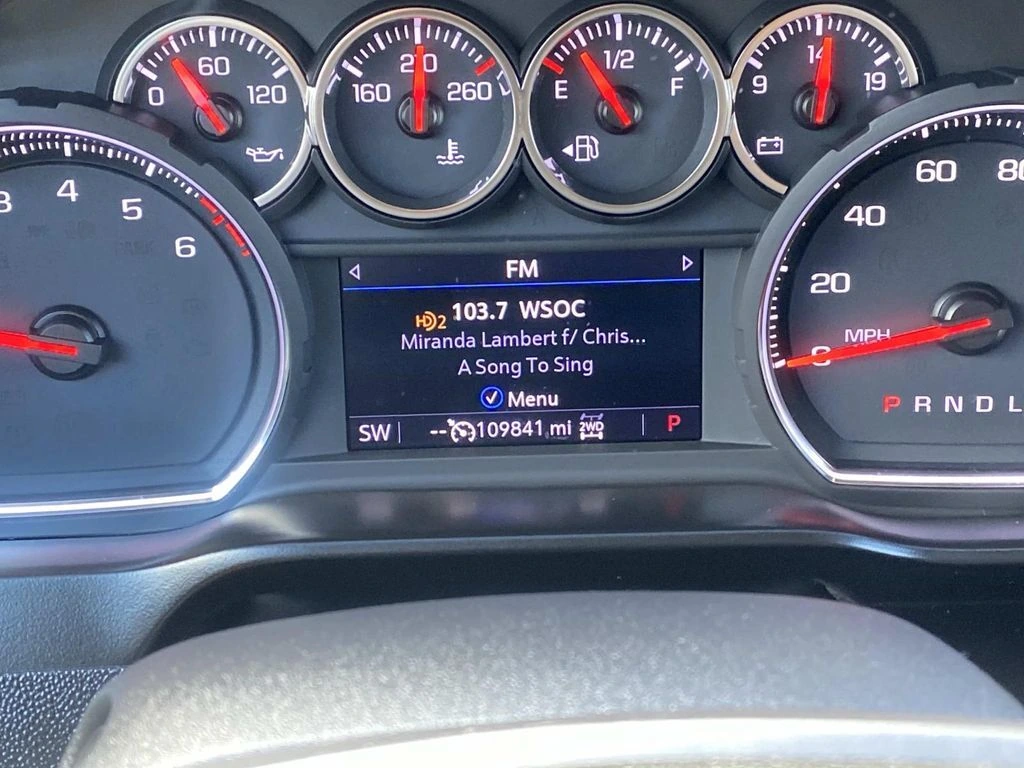 0 60 120
160 210 260
E 1/2 F
9 14 19
3 4 5 6
FM
HD2 103.7 WSOC
Miranda Lambert f/ Chris...
A Song To Sing
Menu
SW -- 109841 mi 2WD P
0 20 40 60 80
MPH
P R N D L